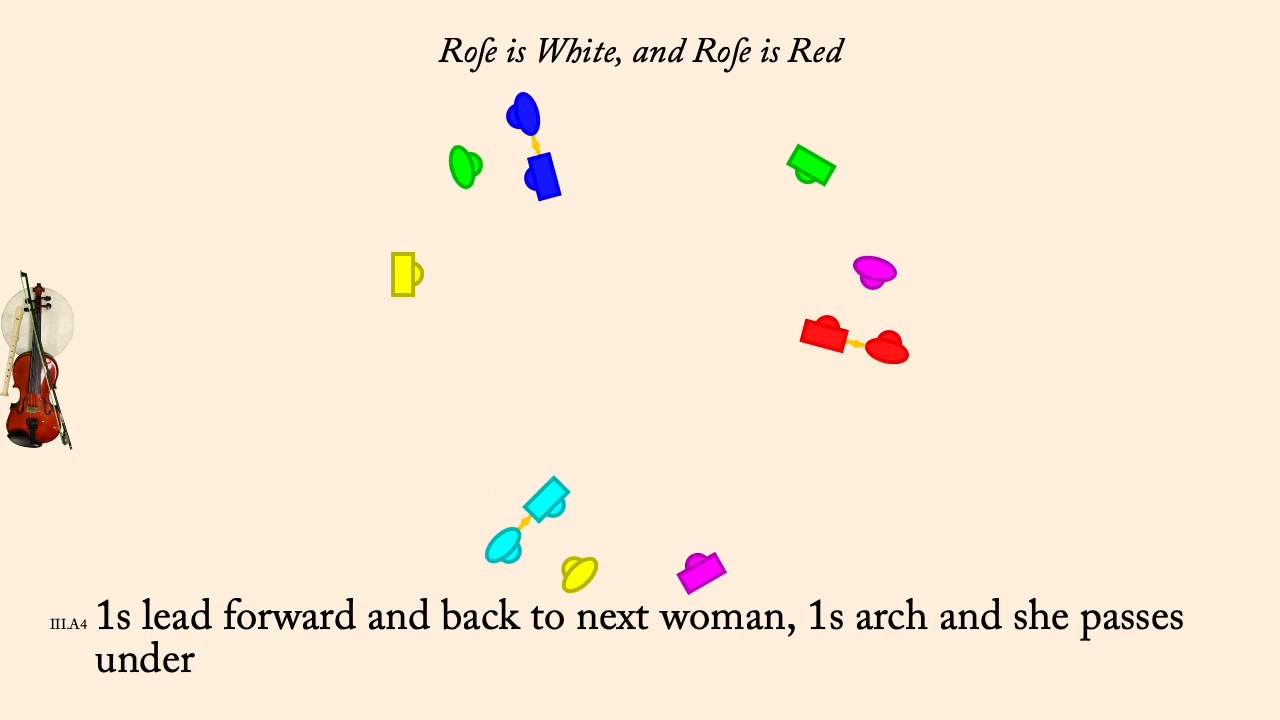 Roſe is White, and Roſe is Red
III.A4 1s lead forward and back to next woman, 1s arch and she passes
under